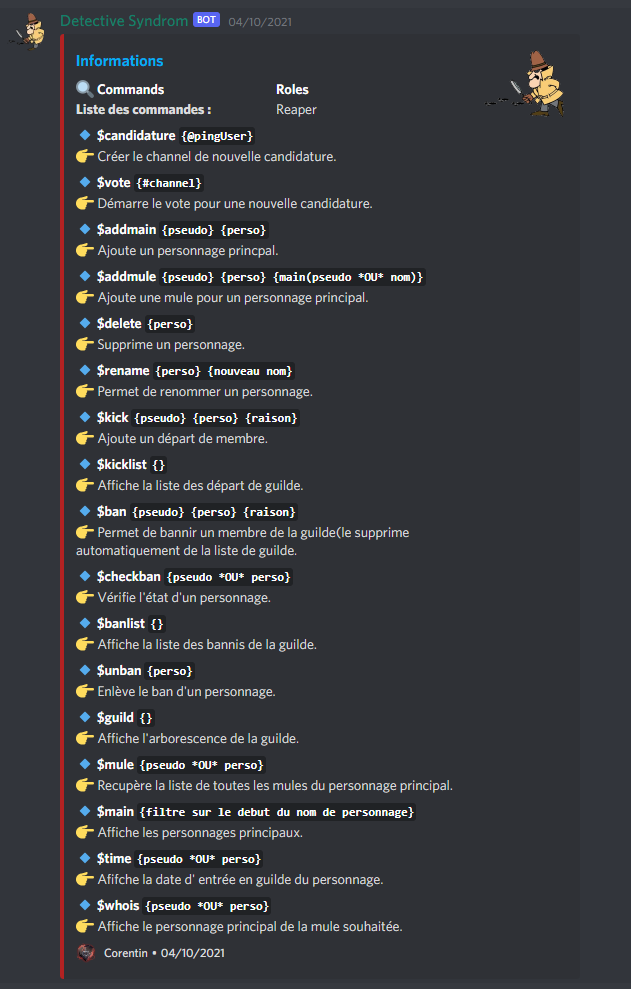 Detective Syndrom BOT 04/10/2021
Informations
Commands Roles
Liste des commandes : Reaper
$candidature {@pingUser}
Créer le channel de nouvelle candidature.
$vote {#channel}
Démarre le vote pour une nouvelle candidature.
$addmain {pseudo} {perso}
Ajoute un personnage princpal.
$addmule {pseudo} {perso} {main(pseudo *OU* nom)}
Ajoute une mule pour un personnage principal.
$delete {perso}
Supprime un personnage.
$rename {perso} {nouveau nom}
Permet de renommer un personnage.
$kick {pseudo} {perso} {raison}
Ajoute un départ de membre.
$kicklist {}
Affiche la liste des départ de guilde.
$ban {pseudo} {perso} {raison}
Permet de bannir un membre de la guilde(le supprime
automatiquement de la liste de guilde.
$checkban {pseudo *OU* perso}
Vérifie l'état d'un personnage.
$banlist {}
Affiche la liste des bannis de la guilde.
$unban {perso}
Enlève le ban d'un personnage.
$guild {}
Affiche l'arborescence de la guilde.
$mule {pseudo *OU* perso}
Recupère la liste de toutes les mules du personnage principal.
$main {filtre sur le debut du nom de personnage}
Affiche les personnages principaux.
$time {pseudo *OU* perso}
Afifche la date d' entrée en guilde du personnage.
$whois {pseudo *OU* perso}
Affiche le personnage principal de la mule souhaitée.
Corentin • 04/10/2021